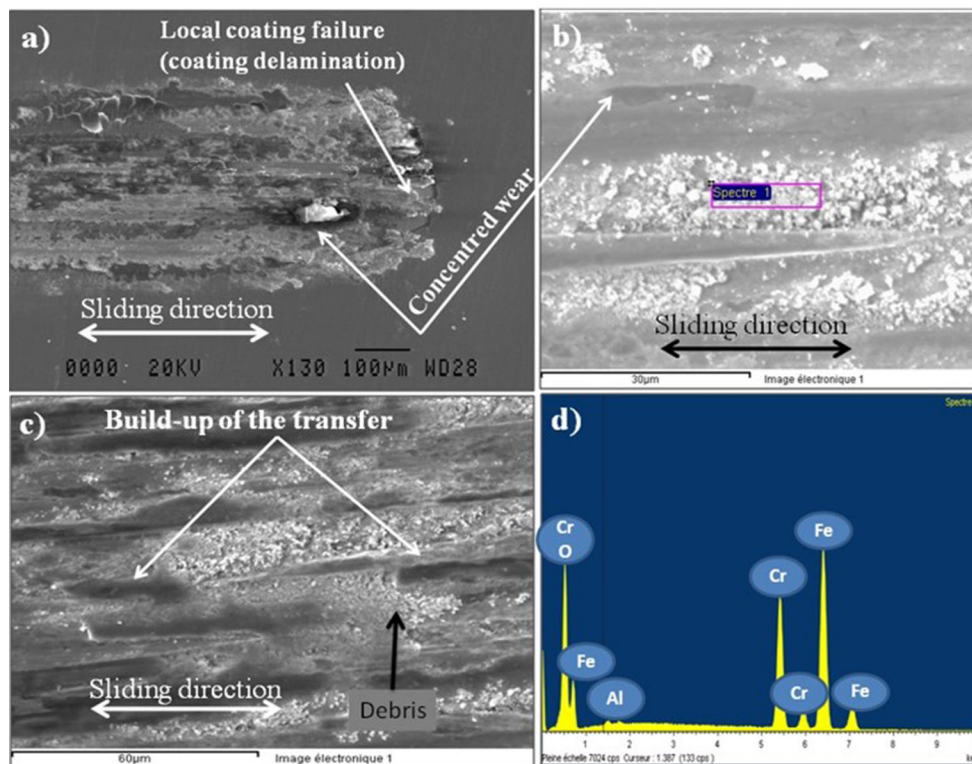 a)
Local coating failure
(coating delamination)
Concentred wear
Sliding direction
0000 20KV X130 100µm WD28
b)
Spectre 1
Sliding direction
30µm Image électronique 1
c)
Build-up of the transfer
Sliding direction
Debris
60µm Image électronique 1
d)
Spectre
Cr
O
Fe
Al
Cr
Fe
Cr
Fe
0 1 2 3 4 5 6 7 8 9
Pleine échelle 7024 cps Curseur : 1.387 (133 cps)